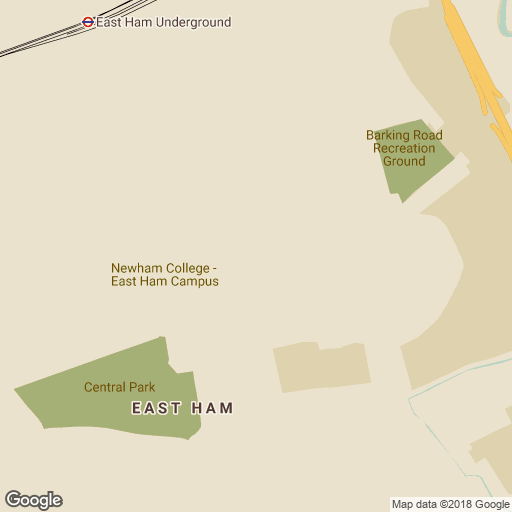 East Ham Underground
Barking Road
Recreation
Ground
Newham College -
East Ham Campus
Central Park
EAST HAM
Google
Map data ©2018 Google